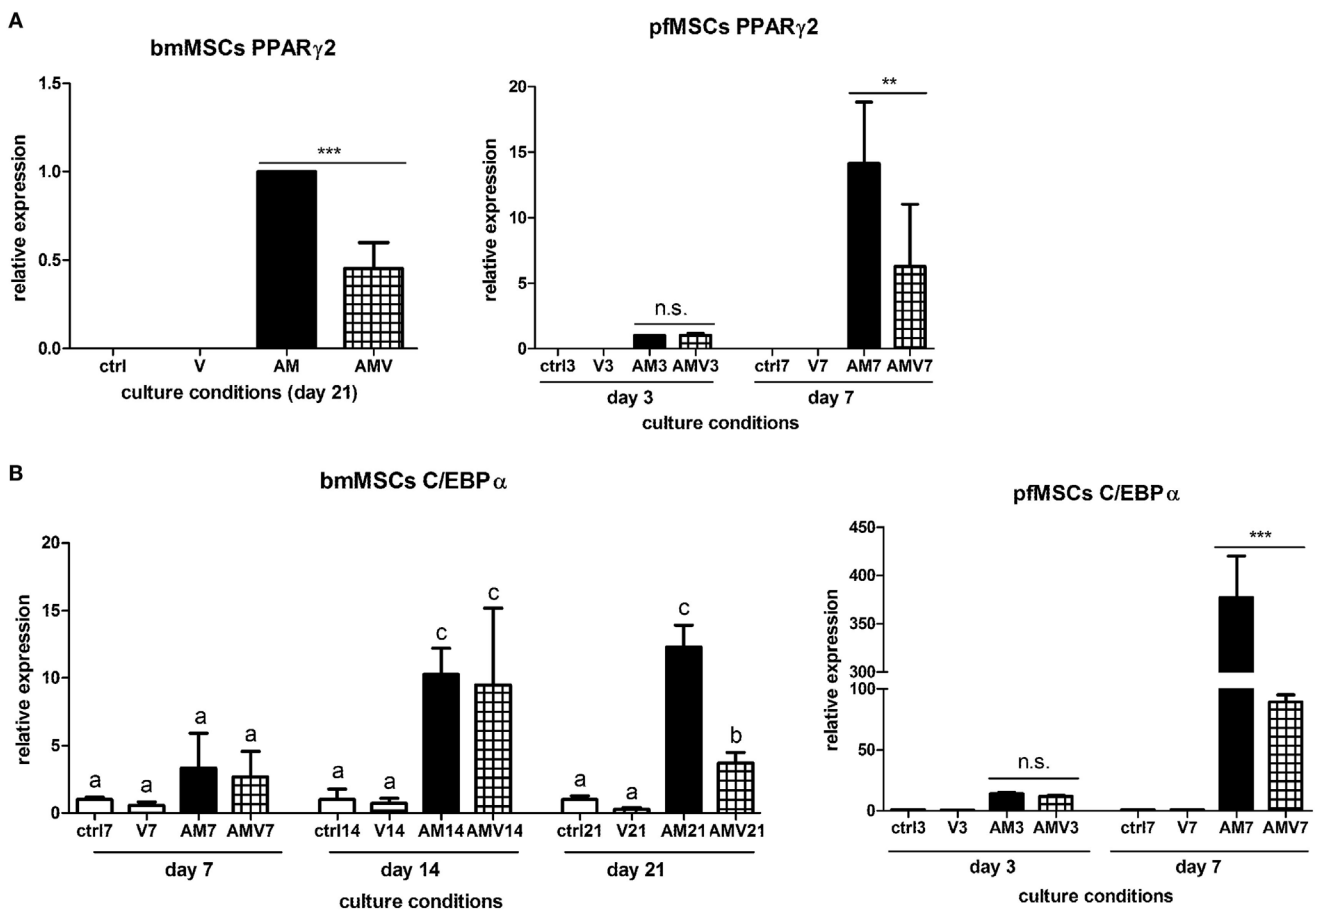 A
bmMSCs PPARγ2
relative expression
1.5
1.0
0.5
0.0
***
ctrl V AM AMV
culture conditions (day 21)
pfMSCs PPARγ2
relative expression
20
15
10
5
0
n.s.
**
ctrl3 V3 AM3 AMV3 ctrl7 V7 AM7 AMV7
day 3 day 7
culture conditions
B
bmMSCs C/EBPα
relative expression
20
15
10
5
0
a a a a a a c c a a c b
ctrl7 V7 AM7 AMV7 ctrl14 V14 AM14 AMV14 ctrl21 V21 AM21 AMV21
day 7 day 14 day 21
culture conditions
pfMSCs C/EBPα
relative expression
450
400
350
300
100
50
0
n.s.
***
ctrl3 V3 AM3 AMV3 ctrl7 V7 AM7 AMV7
day 3 day 7
culture conditions